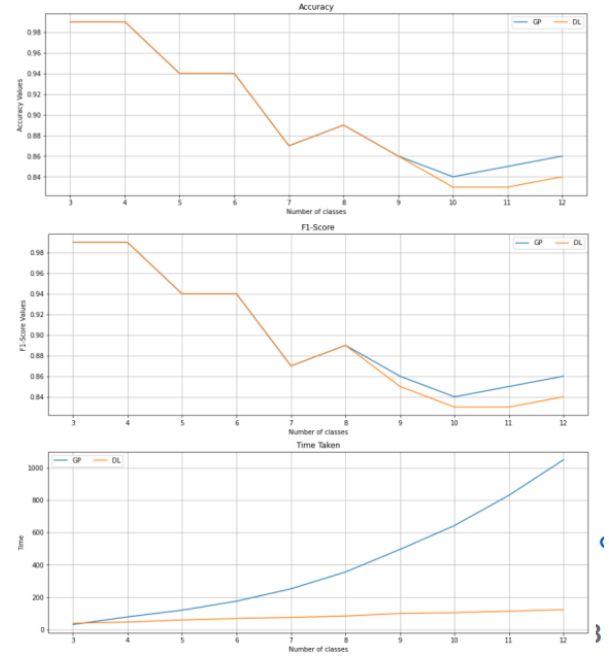 Accuracy
GP DL
Accuracy Values
0.98
0.96
0.94
0.92
0.90
0.88
0.86
0.84
3 4 5 6 7 8 9 10 11 12
Number of classes
F1-Score
GP DL
F1-Score Values
0.98
0.96
0.94
0.92
0.90
0.88
0.86
0.84
3 4 5 6 7 8 9 10 11 12
Number of classes
Time Taken
GP DL
Time
1000
800
600
400
200
0
3 4 5 6 7 8 9 10 11 12
Number of classes